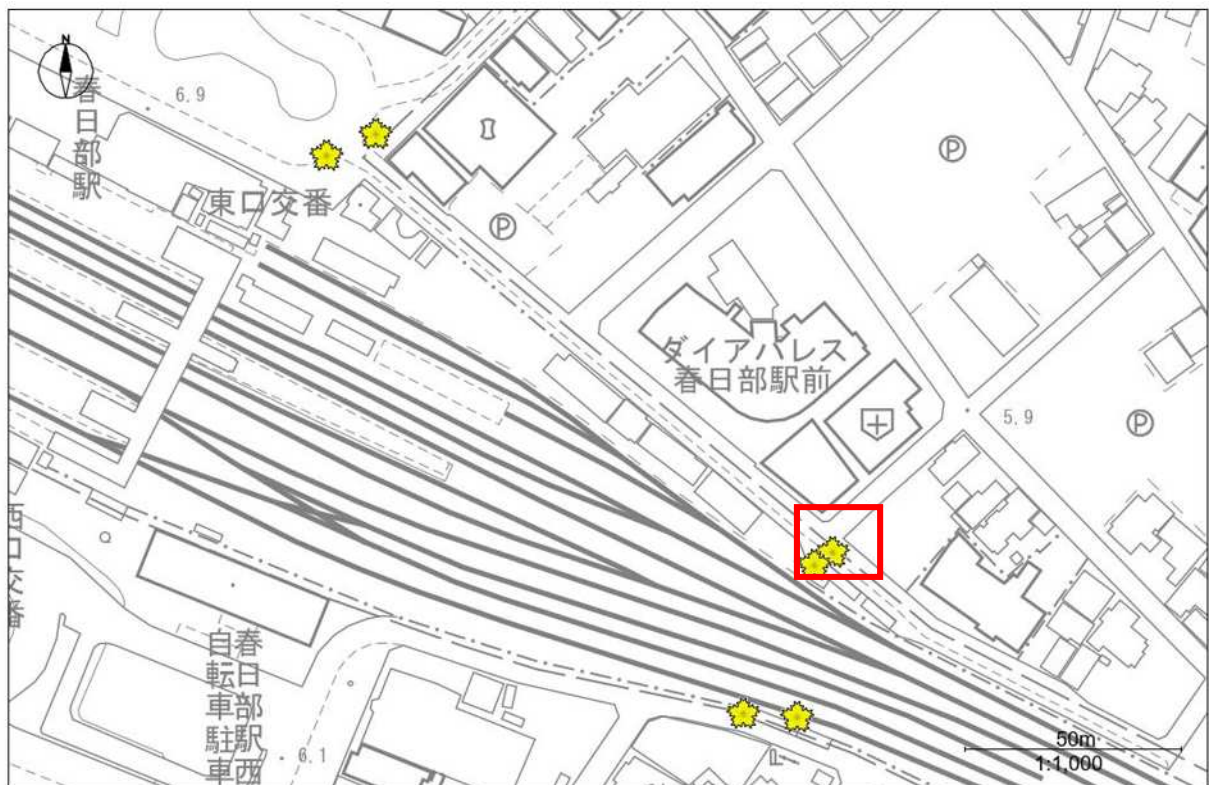 N
春日部駅
6.9
東口交番
Ⓟ
Ⓟ
ダイアパレス
春日部駅前
5.9
Ⓟ
西口交番
春日部駅西
自転車駐車
6.1
50m
1:1,000